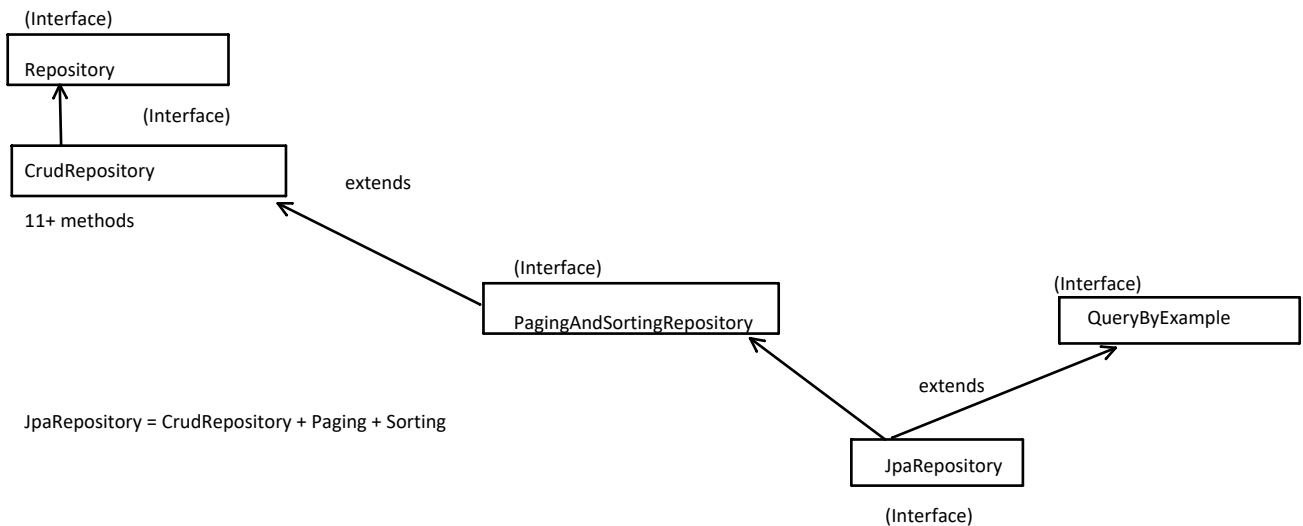 (Interface)
Repository
(Interface)
CrudRepository
extends
11+ methods
(Interface)
PagingAndSortingRepository
(Interface)
QueryByExample
extends
JpaRepository = CrudRepository + Paging + Sorting
JpaRepository
(Interface)